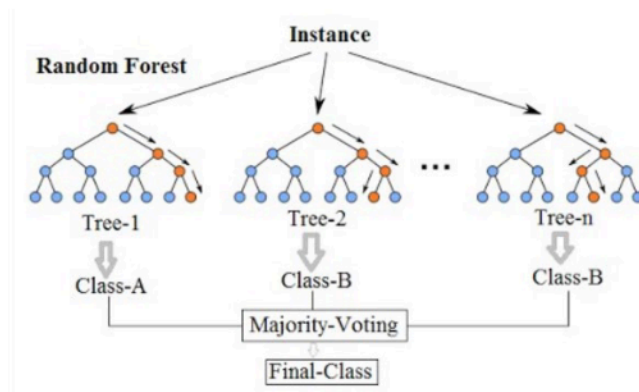 Instance
Random Forest
...
Tree-1
Tree-2
Tree-n
Class-A
Class-B
Class-B
Majority-Voting
Final-Class